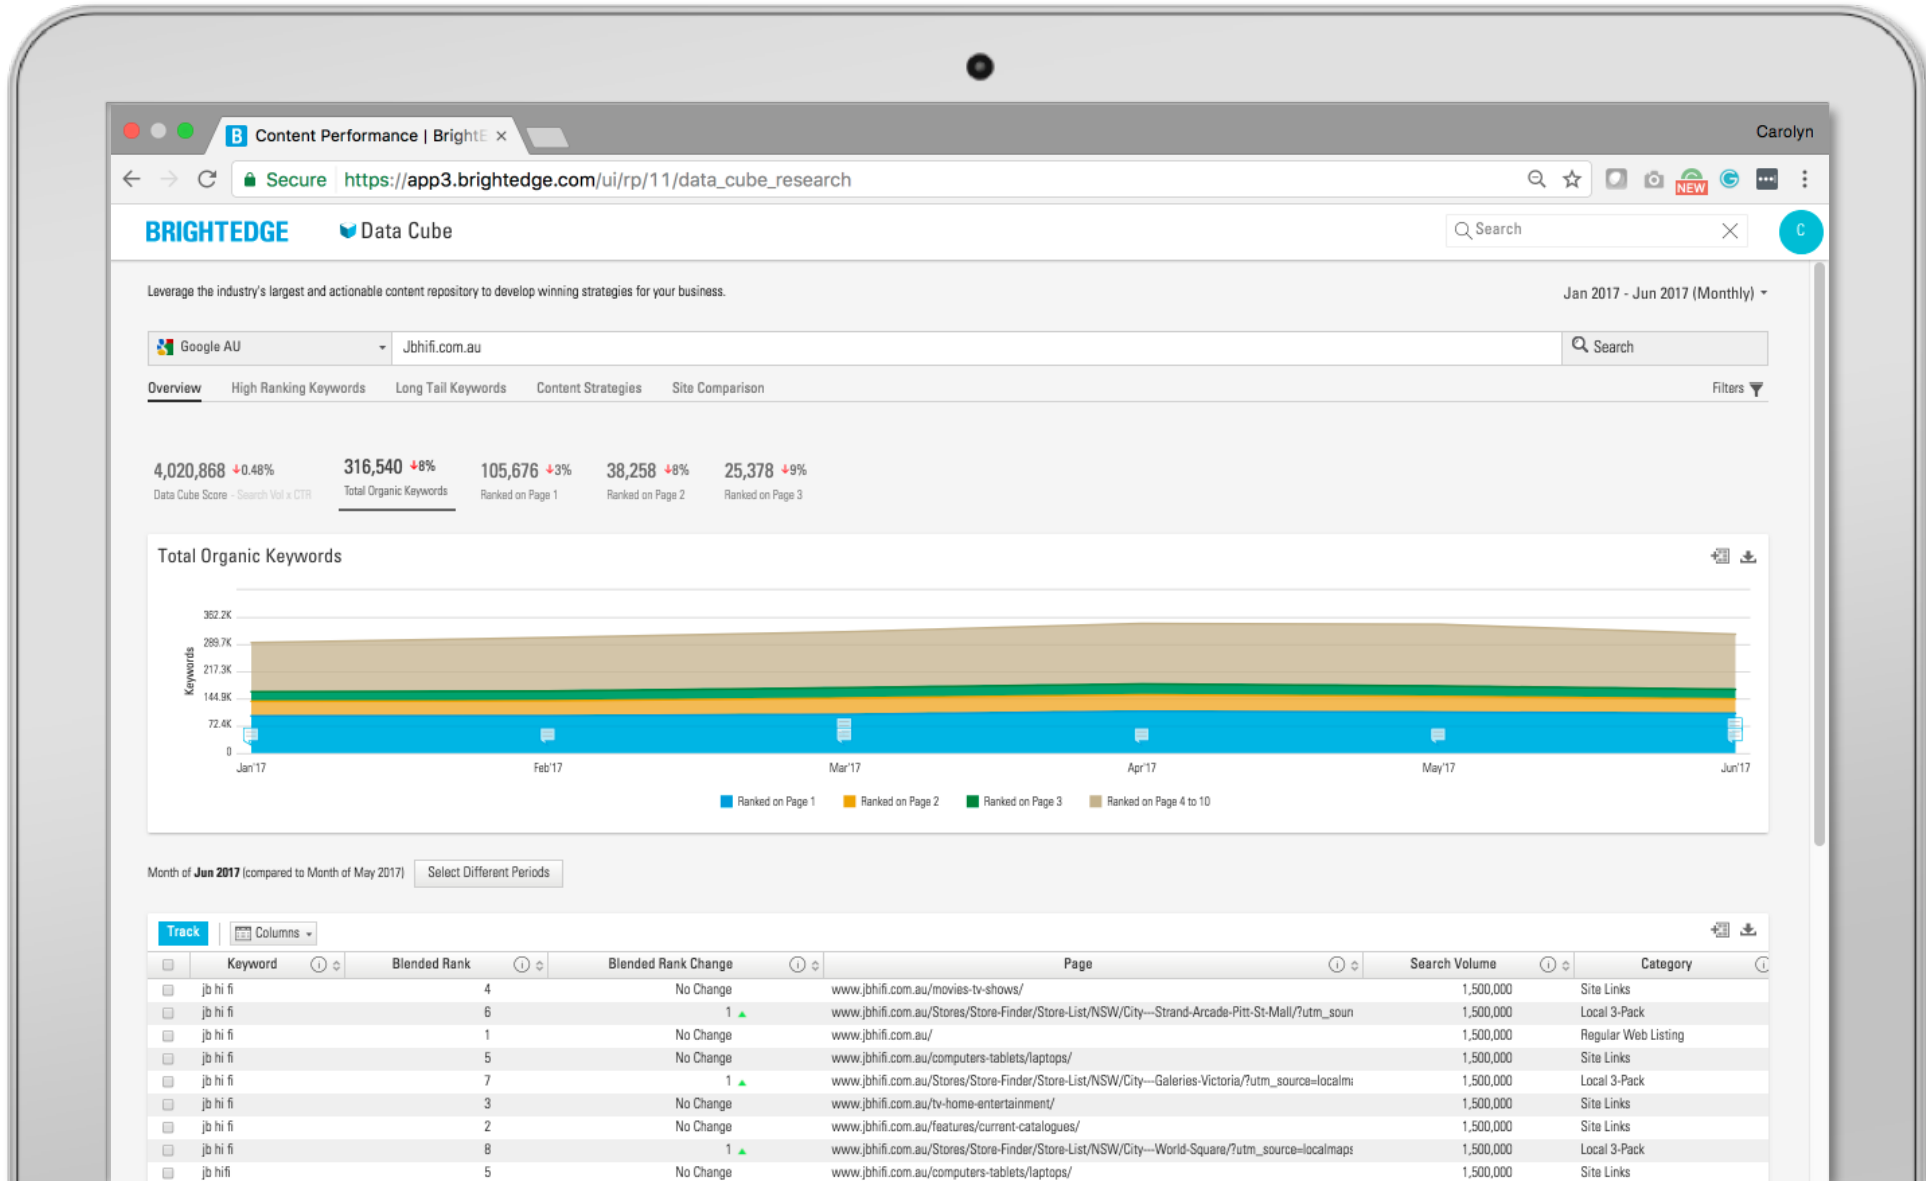 Content Performance | BrightE
Carolyn
Secure https://app3.brightedge.com/ui/rp/11/data_cube_research
NEW
BRIGHTEDGE Data Cube Search C
Leverage the industry's largest and actionable content repository to develop winning strategies for your business.
Jan 2017 - Jun 2017 (Monthly)
Google AU Jbhifi.com.au Search
Overview High Ranking Keywords Long Tail Keywords Content Strategies Site Comparison Filters
4,020,868 0.48% 316,540 8% 105,676 3% 38,258 8% 25,378 9%
Data Cube Score - Search Vol x CTR Total Organic Keywords Ranked on Page 1 Ranked on Page 2 Ranked on Page 3
Total Organic Keywords
Keywords
362.2K
289.7K
217.3K
144.9K
72.4K
0
Jan'17 Feb'17 Mar'17 Apr'17 May'17 Jun'17
Ranked on Page 1 Ranked on Page 2 Ranked on Page 3 Ranked on Page 4 to 10
Month of Jun 2017 (compared to Month of May 2017) Select Different Periods
Track Columns
Keyword Blended Rank Blended Rank Change Page Search Volume Category
jb hi fi 4 No Change www.jbhifi.com.au/movies-tv-shows/ 1,500,000 Site Links
jb hi fi 6 1 www.jbhifi.com.au/Stores/Store-Finder/Store-List/NSW/City---Strand-Arcade-Pitt-St-Mall/?utm_soun 1,500,000 Local 3-Pack
jb hi fi 1 No Change www.jbhifi.com.au/ 1,500,000 Regular Web Listing
jb hi fi 5 No Change www.jbhifi.com.au/computers-tablets/laptops/ 1,500,000 Site Links
jb hi fi 7 1 www.jbhifi.com.au/Stores/Store-Finder/Store-List/NSW/City---Galeries-Victoria/?utm_source=localma 1,500,000 Local 3-Pack
jb hi fi 3 No Change www.jbhifi.com.au/tv-home-entertainment/ 1,500,000 Site Links
jb hi fi 2 No Change www.jbhifi.com.au/features/current-catalogues/ 1,500,000 Site Links
jb hi fi 8 1 www.jbhifi.com.au/Stores/Store-Finder/Store-List/NSW/City---World-Square/?utm_source=localmaps 1,500,000 Local 3-Pack
jb hifi 5 No Change www.jbhifi.com.au/computers-tablets/laptops/ 1,500,000 Site Links